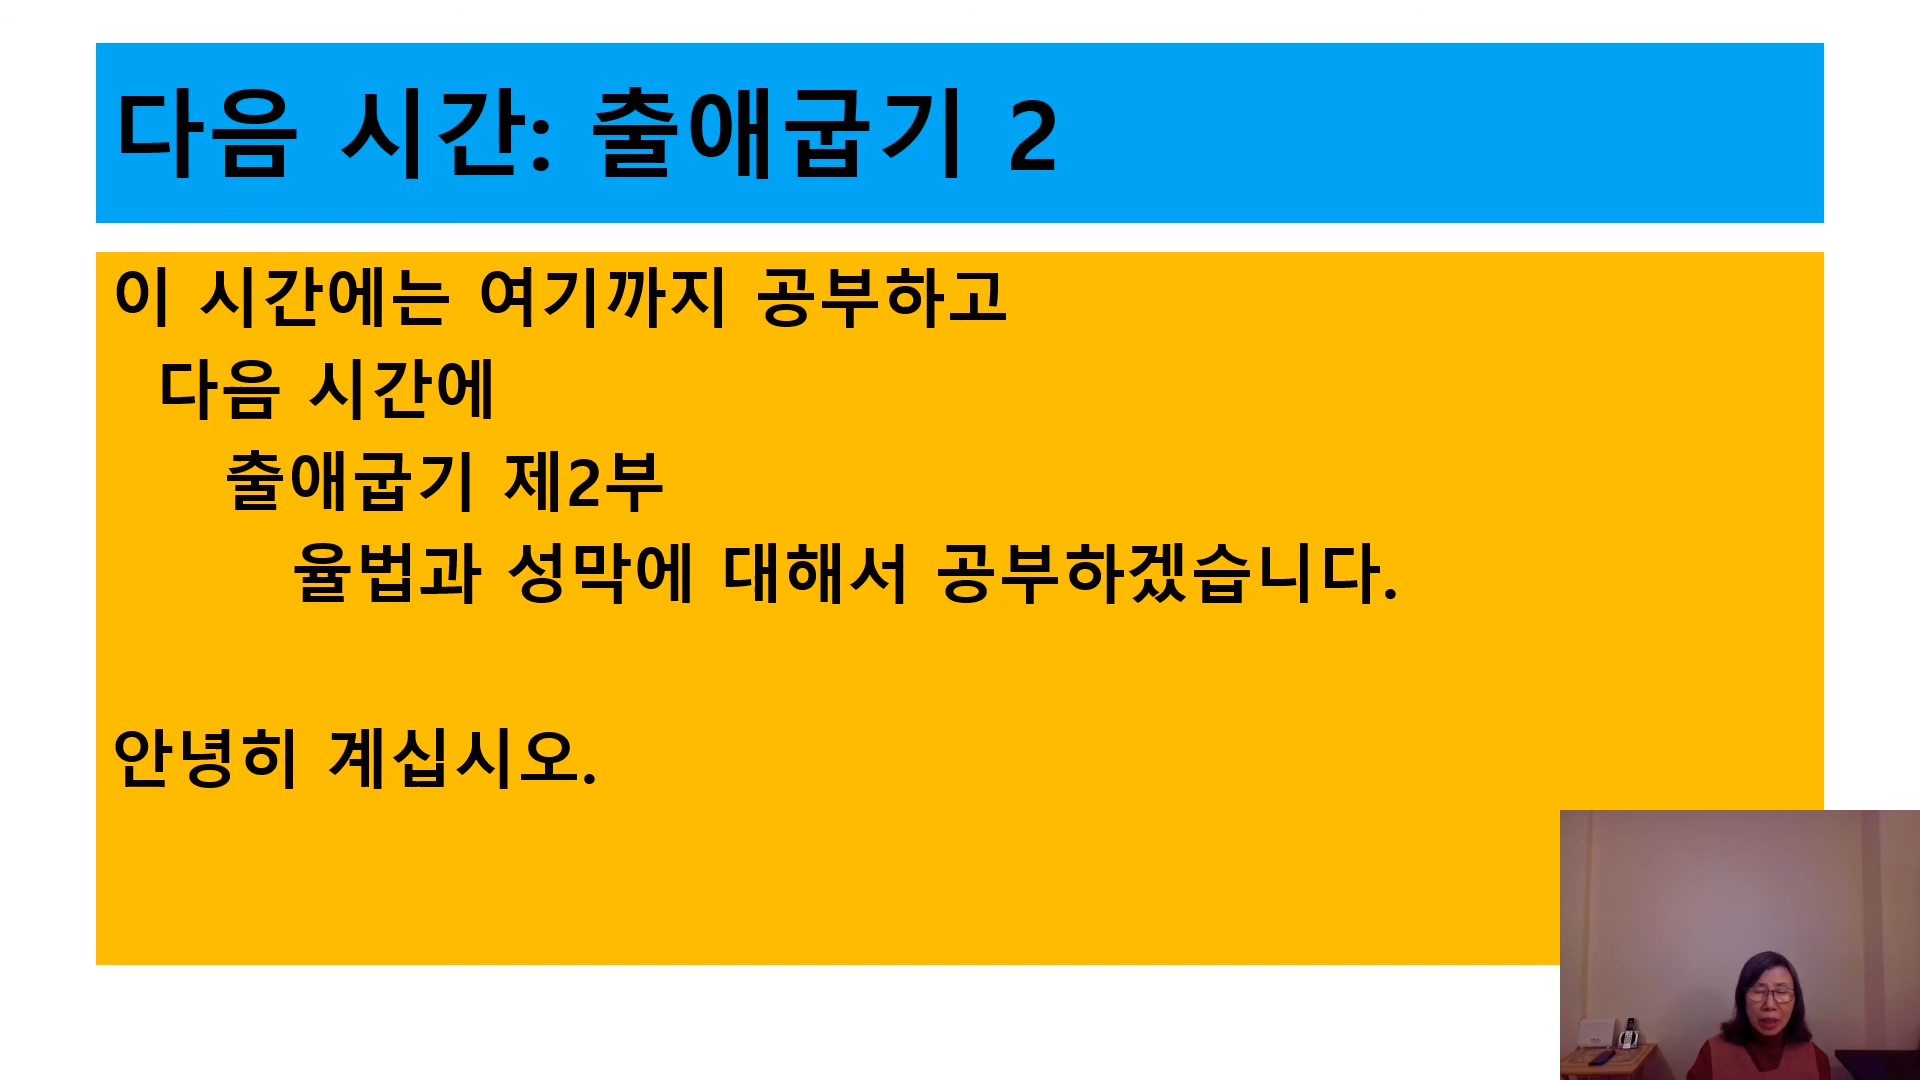 다음 시간: 출애굽기 2
이 시간에는 여기까지 공부하고
다음 시간에
출애굽기 제2부
율법과 성막에 대해서 공부하겠습니다.
안녕히 계십시오.